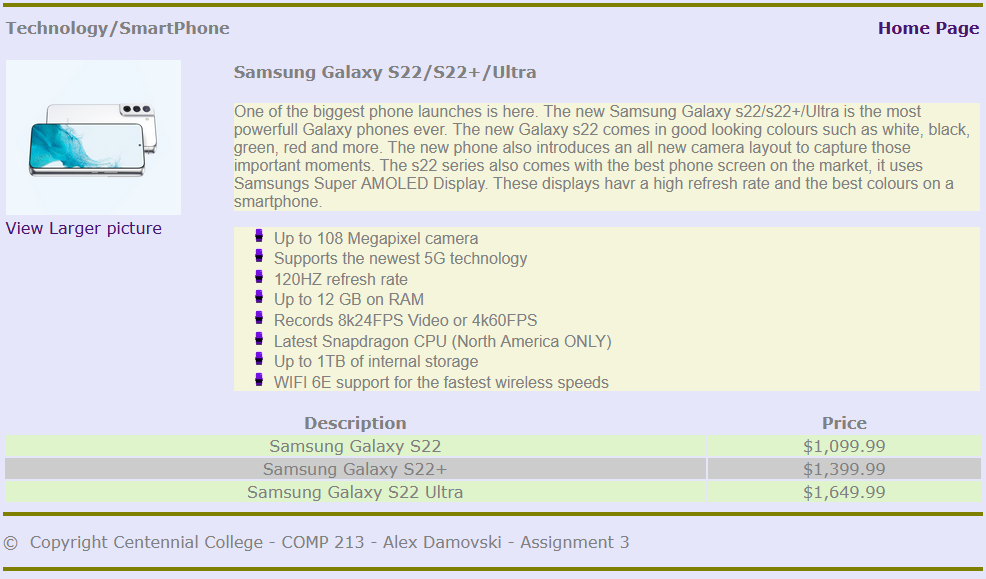 Technology/SmartPhone
Home Page
Samsung Galaxy S22/S22+/Ultra
One of the biggest phone launches is here. The new Samsung Galaxy s22/s22+/Ultra is the most
powerfull Galaxy phones ever. The new Galaxy s22 comes in good looking colours such as white, black,
green, red and more. The new phone also introduces an all new camera layout to capture those
important moments. The s22 series also comes with the best phone screen on the market, it uses
Samsungs Super AMOLED Display. These displays havr a high refresh rate and the best colours on a
smartphone.
View Larger picture
Up to 108 Megapixel camera
Supports the newest 5G technology
120HZ refresh rate
Up to 12 GB on RAM
Records 8k24FPS Video or 4k60FPS
Latest Snapdragon CPU (North America ONLY)
Up to 1TB of internal storage
WIFI 6E support for the fastest wireless speeds
Description Price
Samsung Galaxy S22 $1,099.99
Samsung Galaxy S22+ $1,399.99
Samsung Galaxy S22 Ultra $1,649.99
© Copyright Centennial College - COMP 213 - Alex Damovski - Assignment 3